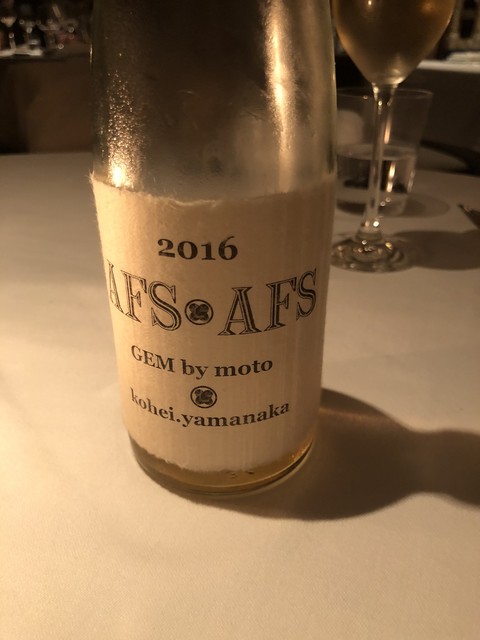 2016
AFS AFS
GEM by moto
kohei.yamanaka